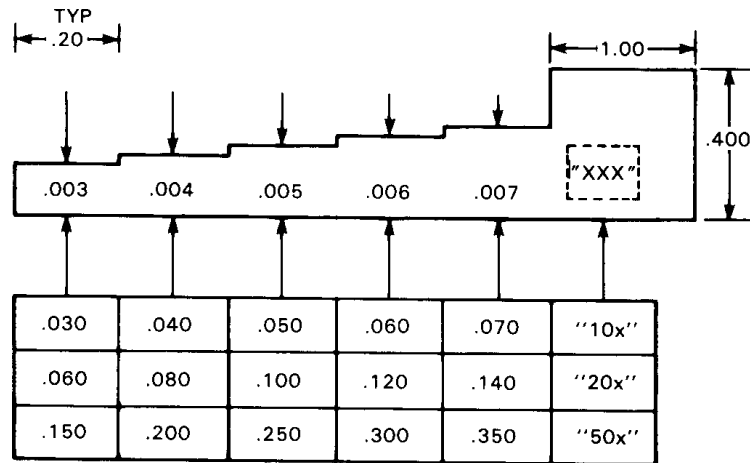 TYP
.20
1.00
.400
.003 .004 .005 .006 .007 "XXX"
.030 .040 .050 .060 .070 "10x"
.060 .080 .100 .120 .140 "20x"
.150 .200 .250 .300 .350 "50x"